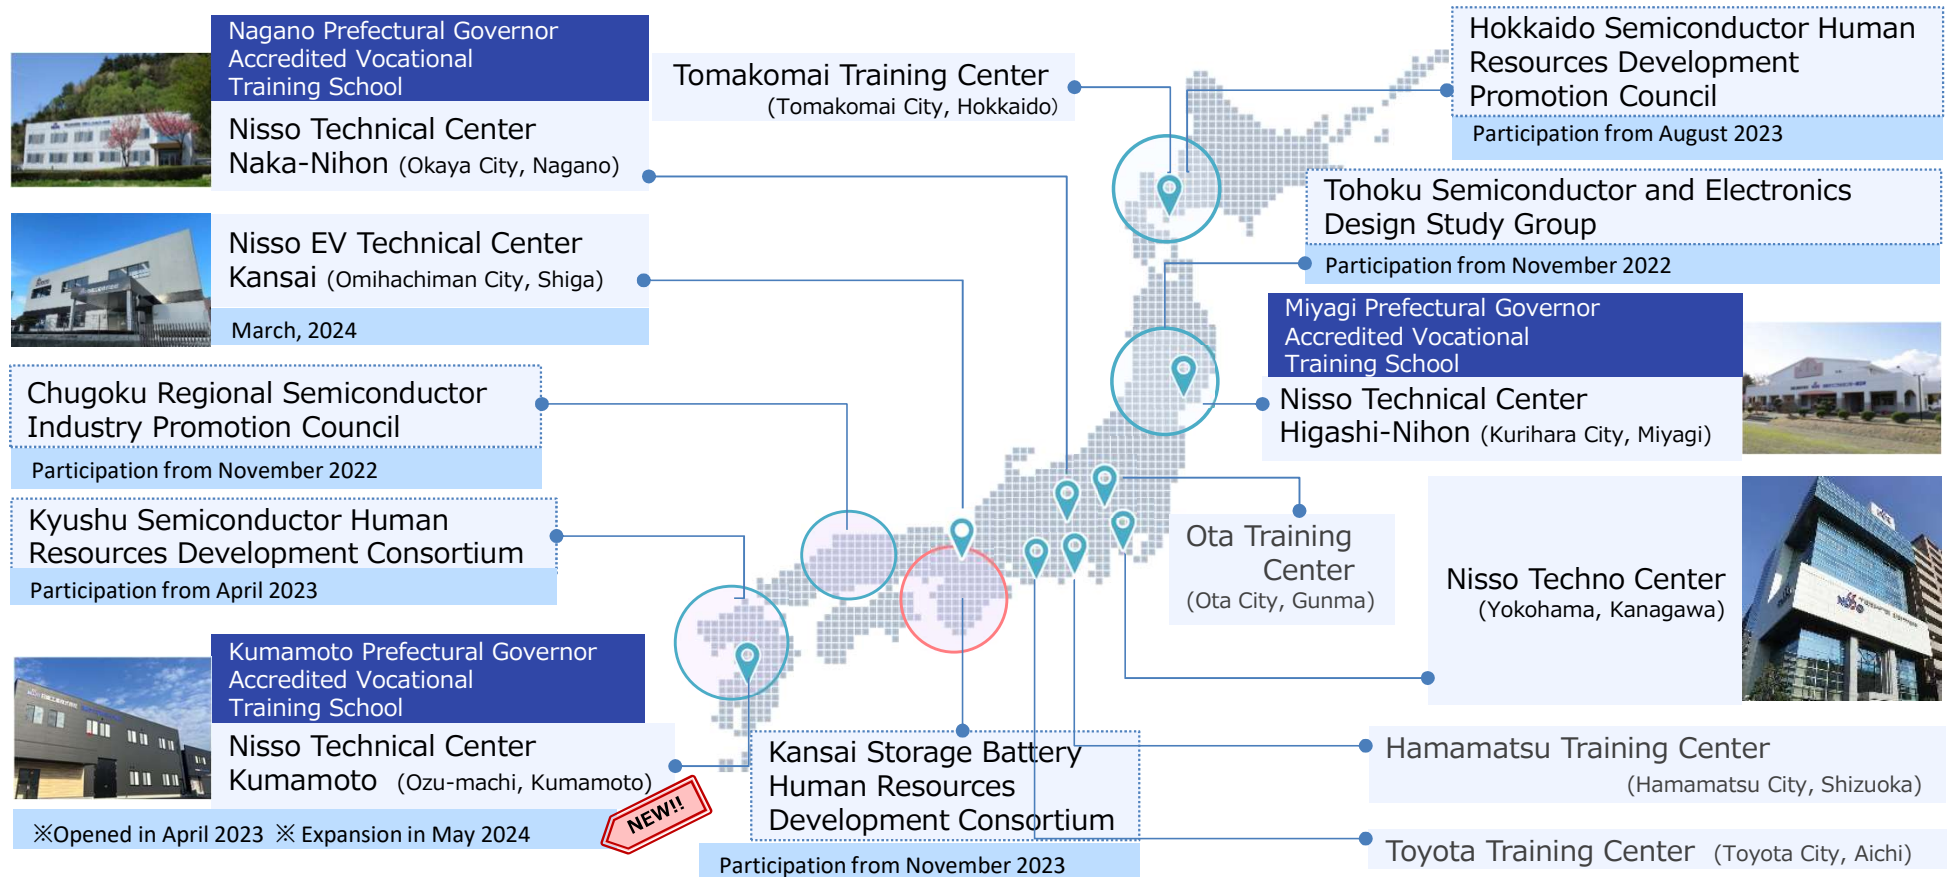 Nagano Prefectural Governor
Accredited Vocational
Training School
Nisso Technical Center
Naka-Nihon (Okaya City, Nagano)
Nisso EV Technical Center
Kansai (Omihachiman City, Shiga)
March, 2024
Chugoku Regional Semiconductor
Industry Promotion Council
Participation from November 2022
Kyushu Semiconductor Human
Resources Development Consortium
Participation from April 2023
Kumamoto Prefectural Governor
Accredited Vocational
Training School
Nisso Technical Center
Kumamoto (Ozu-machi, Kumamoto)
※Opened in April 2023 ※ Expansion in May 2024
NEW!!
Tomakomai Training Center
(Tomakomai City, Hokkaido)
Hokkaido Semiconductor Human
Resources Development
Promotion Council
Participation from August 2023
Tohoku Semiconductor and Electronics
Design Study Group
Participation from November 2022
Miyagi Prefectural Governor
Accredited Vocational
Training School
Nisso Technical Center
Higashi-Nihon (Kurihara City, Miyagi)
Ota Training
Center
(Ota City, Gunma)
Nisso Techno Center
(Yokohama, Kanagawa)
Kansai Storage Battery
Human Resources
Development Consortium
Participation from November 2023
Hamamatsu Training Center
(Hamamatsu City, Shizuoka)
Toyota Training Center (Toyota City, Aichi)